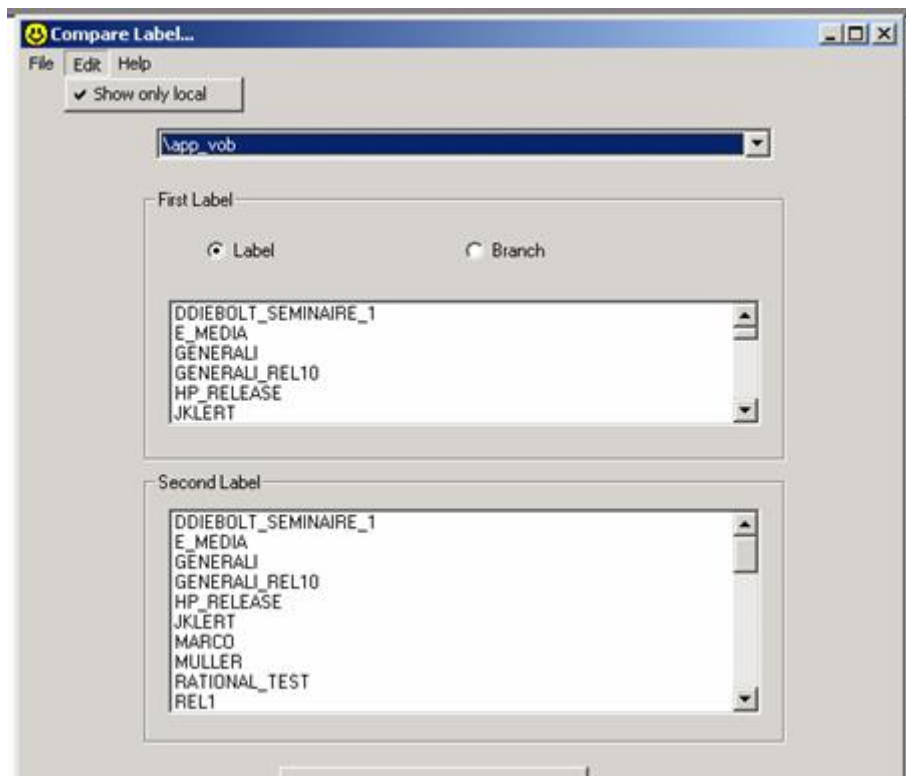 Compare Label...
File Edit Help
Show only local
\app_vob
First Label
Label Branch
DDIEBOLT_SEMINAIRE_1
E_MEDIA
GENERALI
GENERALI_REL10
HP_RELEASE
JKLERT
Second Label
DDIEBOLT_SEMINAIRE_1
E_MEDIA
GENERALI
GENERALI_REL10
HP_RELEASE
JKLERT
MARCO
MULLER
RATIONAL_TEST
REL1